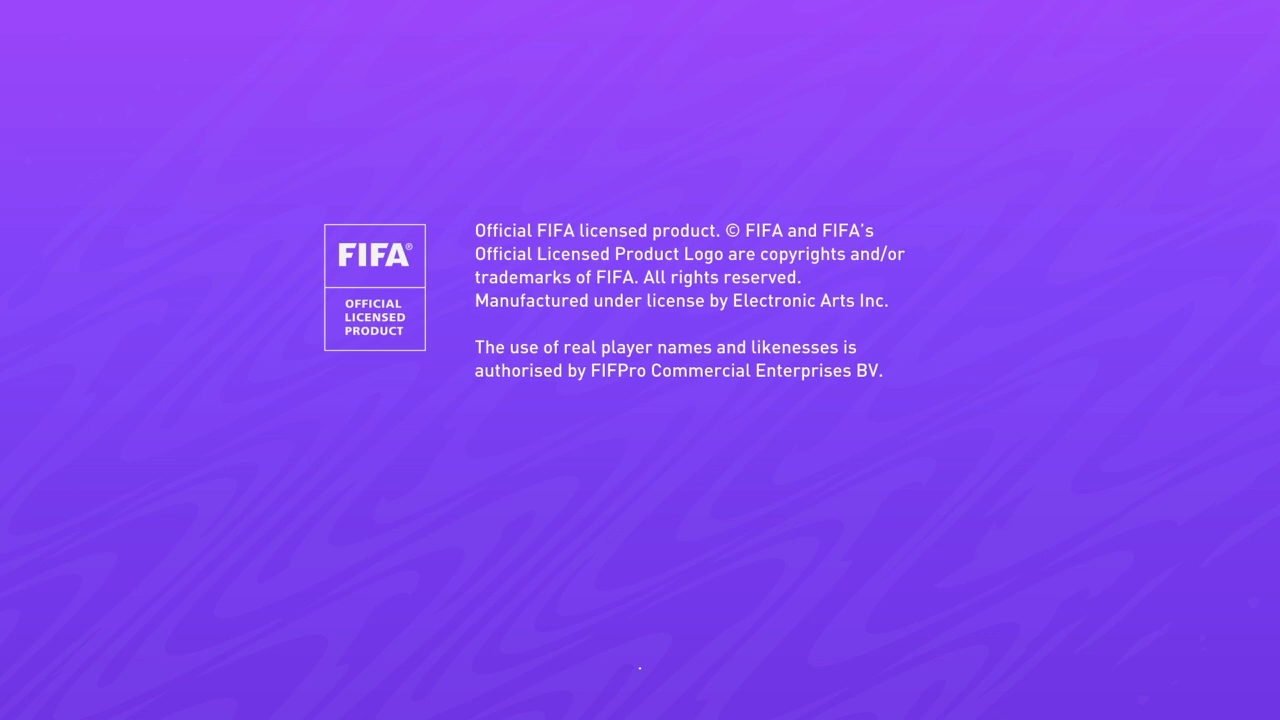 FIFA®
OFFICIAL
LICENSED
PRODUCT
Official FIFA licensed product. © FIFA and FIFA's
Official Licensed Product Logo are copyrights and/or
trademarks of FIFA. All rights reserved.
Manufactured under license by Electronic Arts Inc.
The use of real player names and likenesses is
authorised by FIFPro Commercial Enterprises BV.